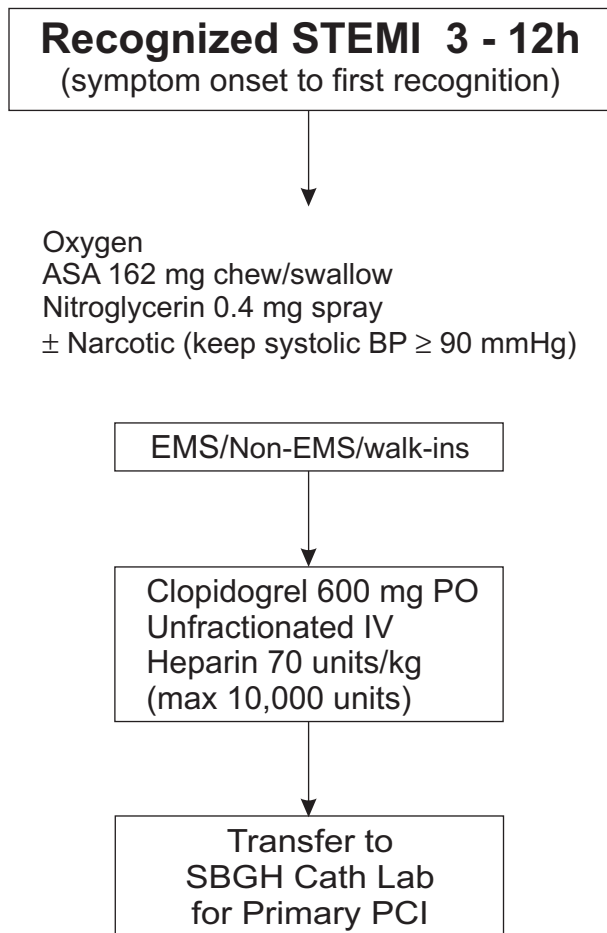 Recognized STEMI 3 - 12h
(symptom onset to first recognition)
Oxygen
ASA 162 mg chew/swallow
Nitroglycerin 0.4 mg spray
± Narcotic (keep systolic BP ≥ 90 mmHg)
EMS/Non-EMS/walk-ins
Clopidogrel 600 mg PO
Unfractionated IV
Heparin 70 units/kg
(max 10,000 units)
Transfer to
SBGH Cath Lab
for Primary PCI